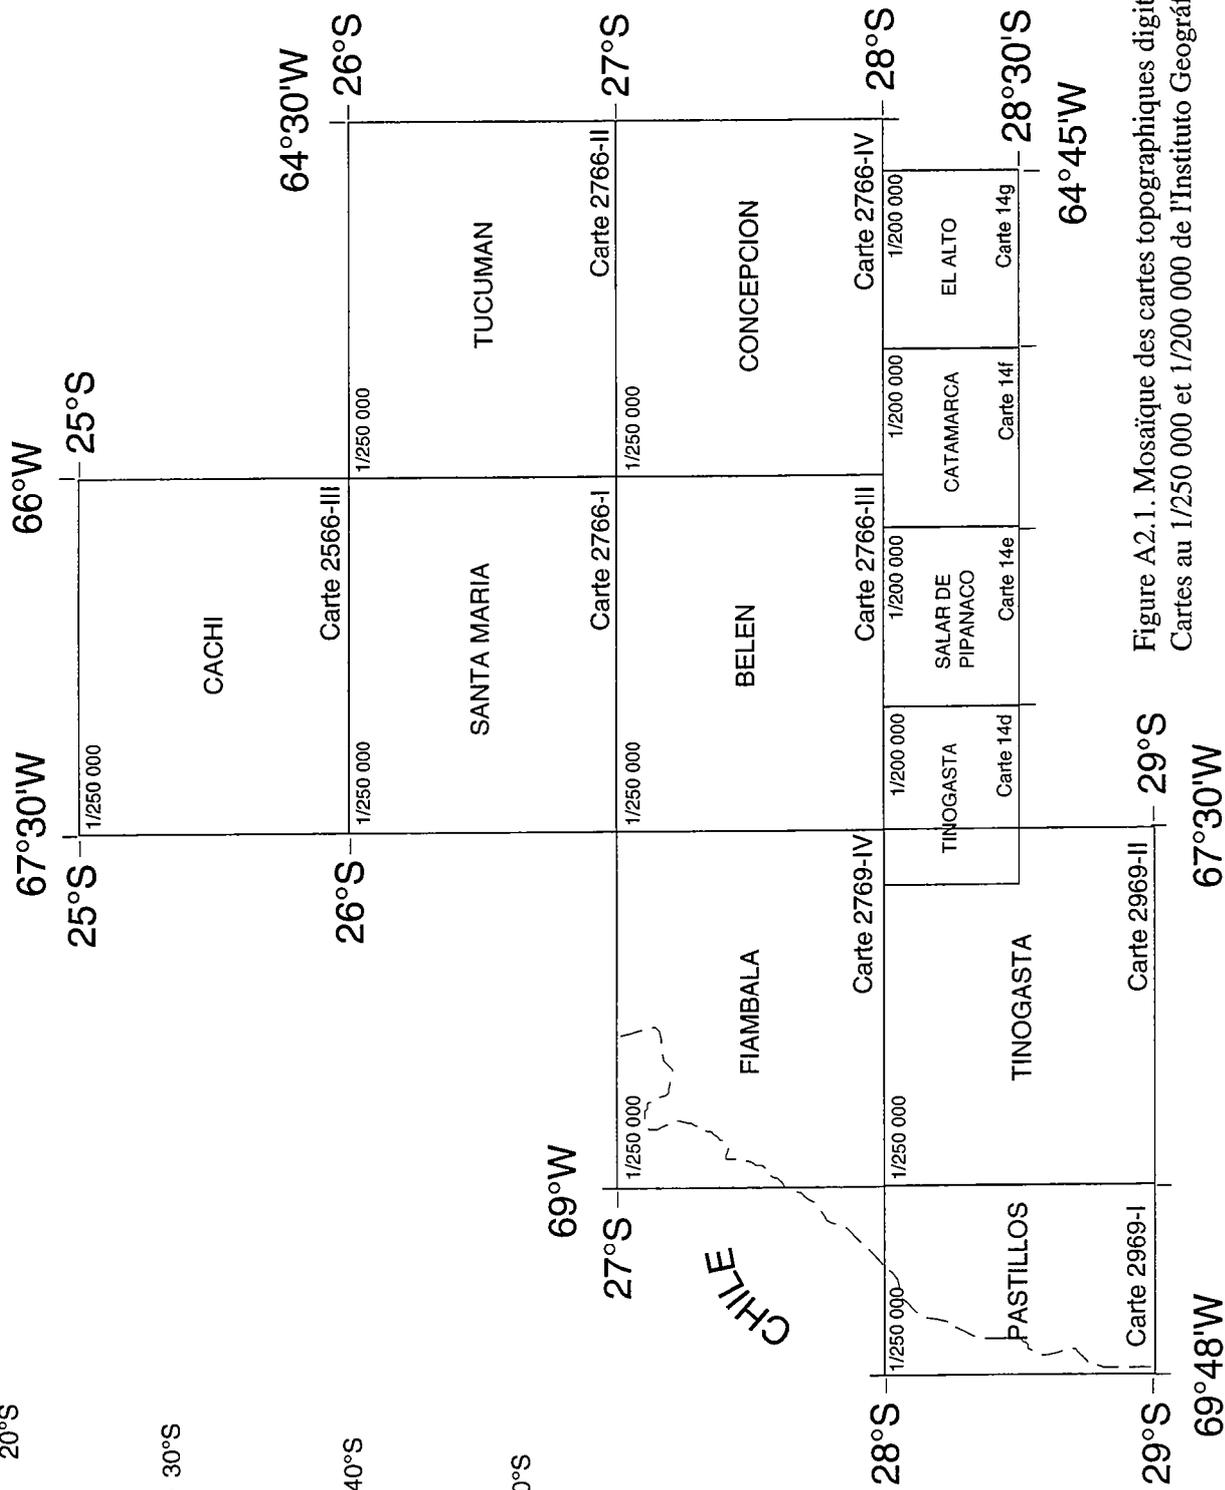 67°30'W
66°W
25°S
25°S
1/250 000
CACHI
Carte 2566-III
64°30'W
26°S
26°S
1/250 000
SANTA MARIA
Carte 2766-I
1/250 000
TUCUMAN
Carte 2766-II
69°W
27°S
27°S
1/250 000
FIAMBALA
Carte 2769-IV
1/250 000
BELEN
Carte 2766-III
1/250 000
CONCEPCION
Carte 2766-IV
CHILE
28°S
28°S
1/250 000
PASTILLOS
Carte 2969-I
1/250 000
TINOGASTA
Carte 2969-II
1/200 000
TINOGASTA
Carte 14d
1/200 000
SALAR DE
PIPANACO
Carte 14e
1/200 000
CATAMARCA
Carte 14f
1/200 000
EL ALTO
Carte 14g
28°30'S
64°45'W
29°S
29°S
69°48'W
67°30'W
20°S
30°S
40°S
0°S
Figure A2.1. Mosaïque des cartes topographiques digit
Cartes au 1/250 000 et 1/200 000 de l'Instituto Geográf